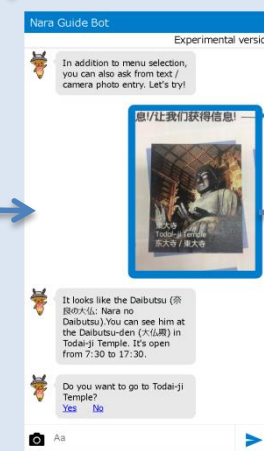 Nara Guide Bot
Experimental versio
In addition to menu selection,
you can also ask from text /
camera photo entry. Let's try!
息!/让我们获得信息!
東大寺
Todai-ji Temple
东大寺 / 東大寺
It looks like the Daibutsu (奈
良の大仏: Nara no
Daibutsu).You can see him at
the Daibutsu-den (大仏殿) in
Todai-ji Temple. It's open
from 7:30 to 17:30.
Do you want to go to Todai-ji
Temple?
Yes No
Aa